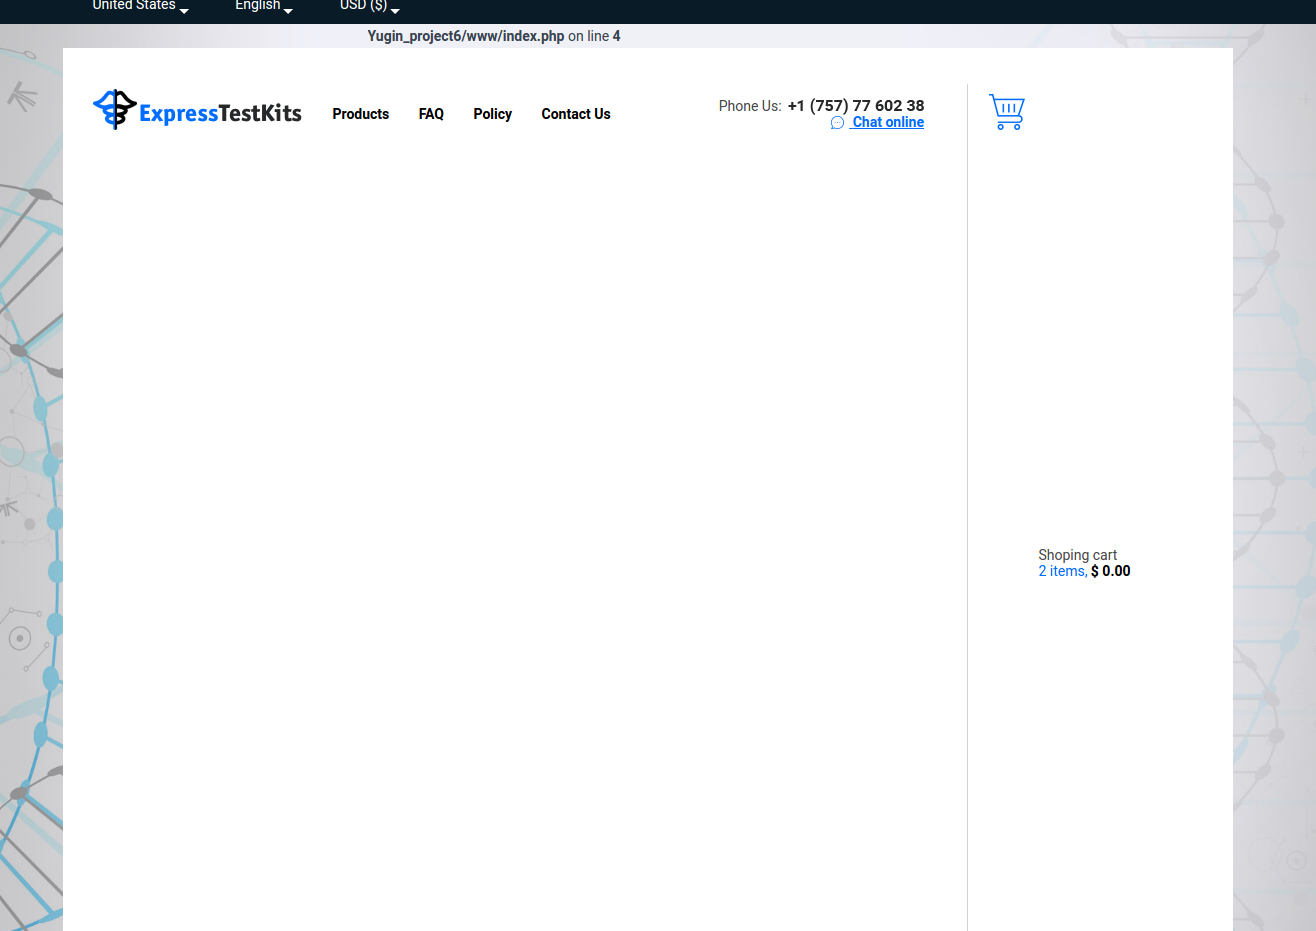 United States English USD ($)
Yugin_project6/www/index.php on line 4
ExpressTestKits Products FAQ Policy Contact Us Phone Us: +1 (757) 77 602 38
Chat online
Shoping cart
2 items, $ 0.00